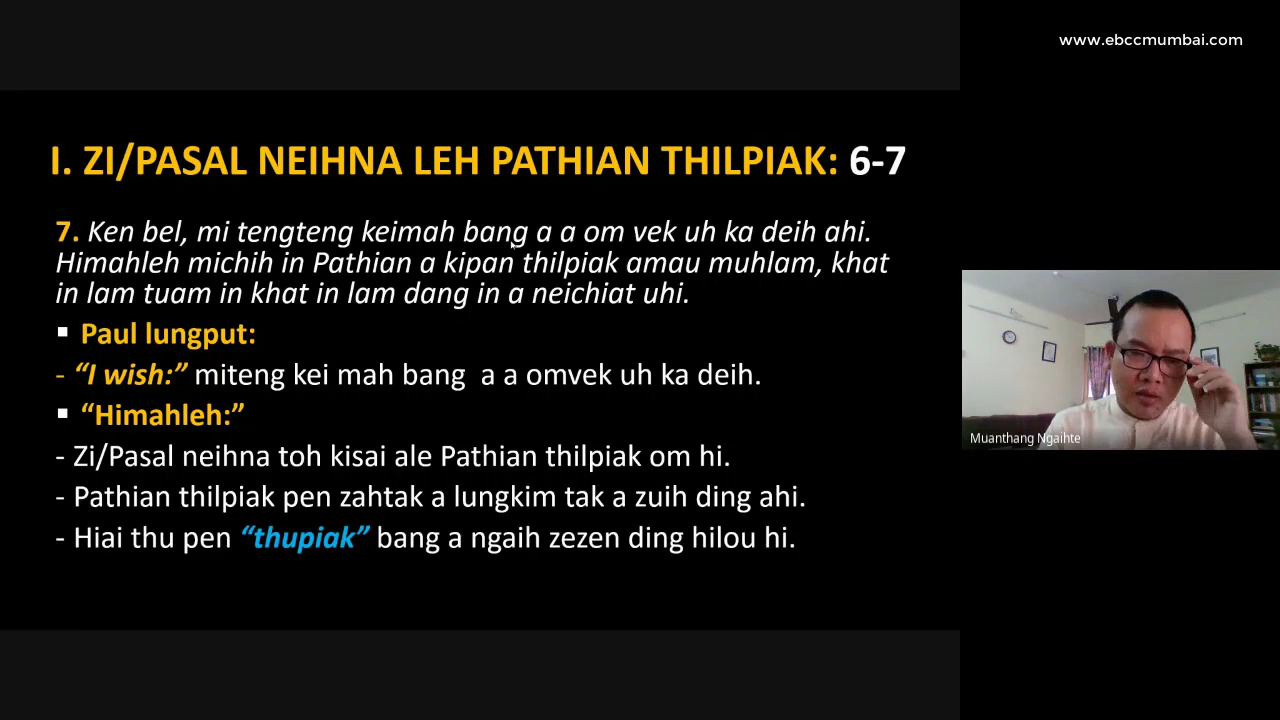 www.ebccmumbai.com
I. ZI/PASAL NEIHNA LEH PATHIAN THILPIAK: 6-7
7. Ken bel, mi tengteng keimah bang a a om vek uh ka deih ahi.
Himahleh michih in Pathian a kipan thilpiak amau muhlam, khat
in lam tuam in khat in lam dang in a neichiat uhi.
▪ Paul lungput:
- “I wish:” miteng kei mah bang a a omvek uh ka deih.
▪ “Himahleh:”
- Zi/Pasal neihna toh kisai ale Pathian thilpiak om hi.
- Pathian thilpiak pen zahtak a lungkim tak a zuih ding ahi.
- Hiai thu pen “thupiak” bang a ngaih zezen ding hilou hi.
Muanthang Ngaihte